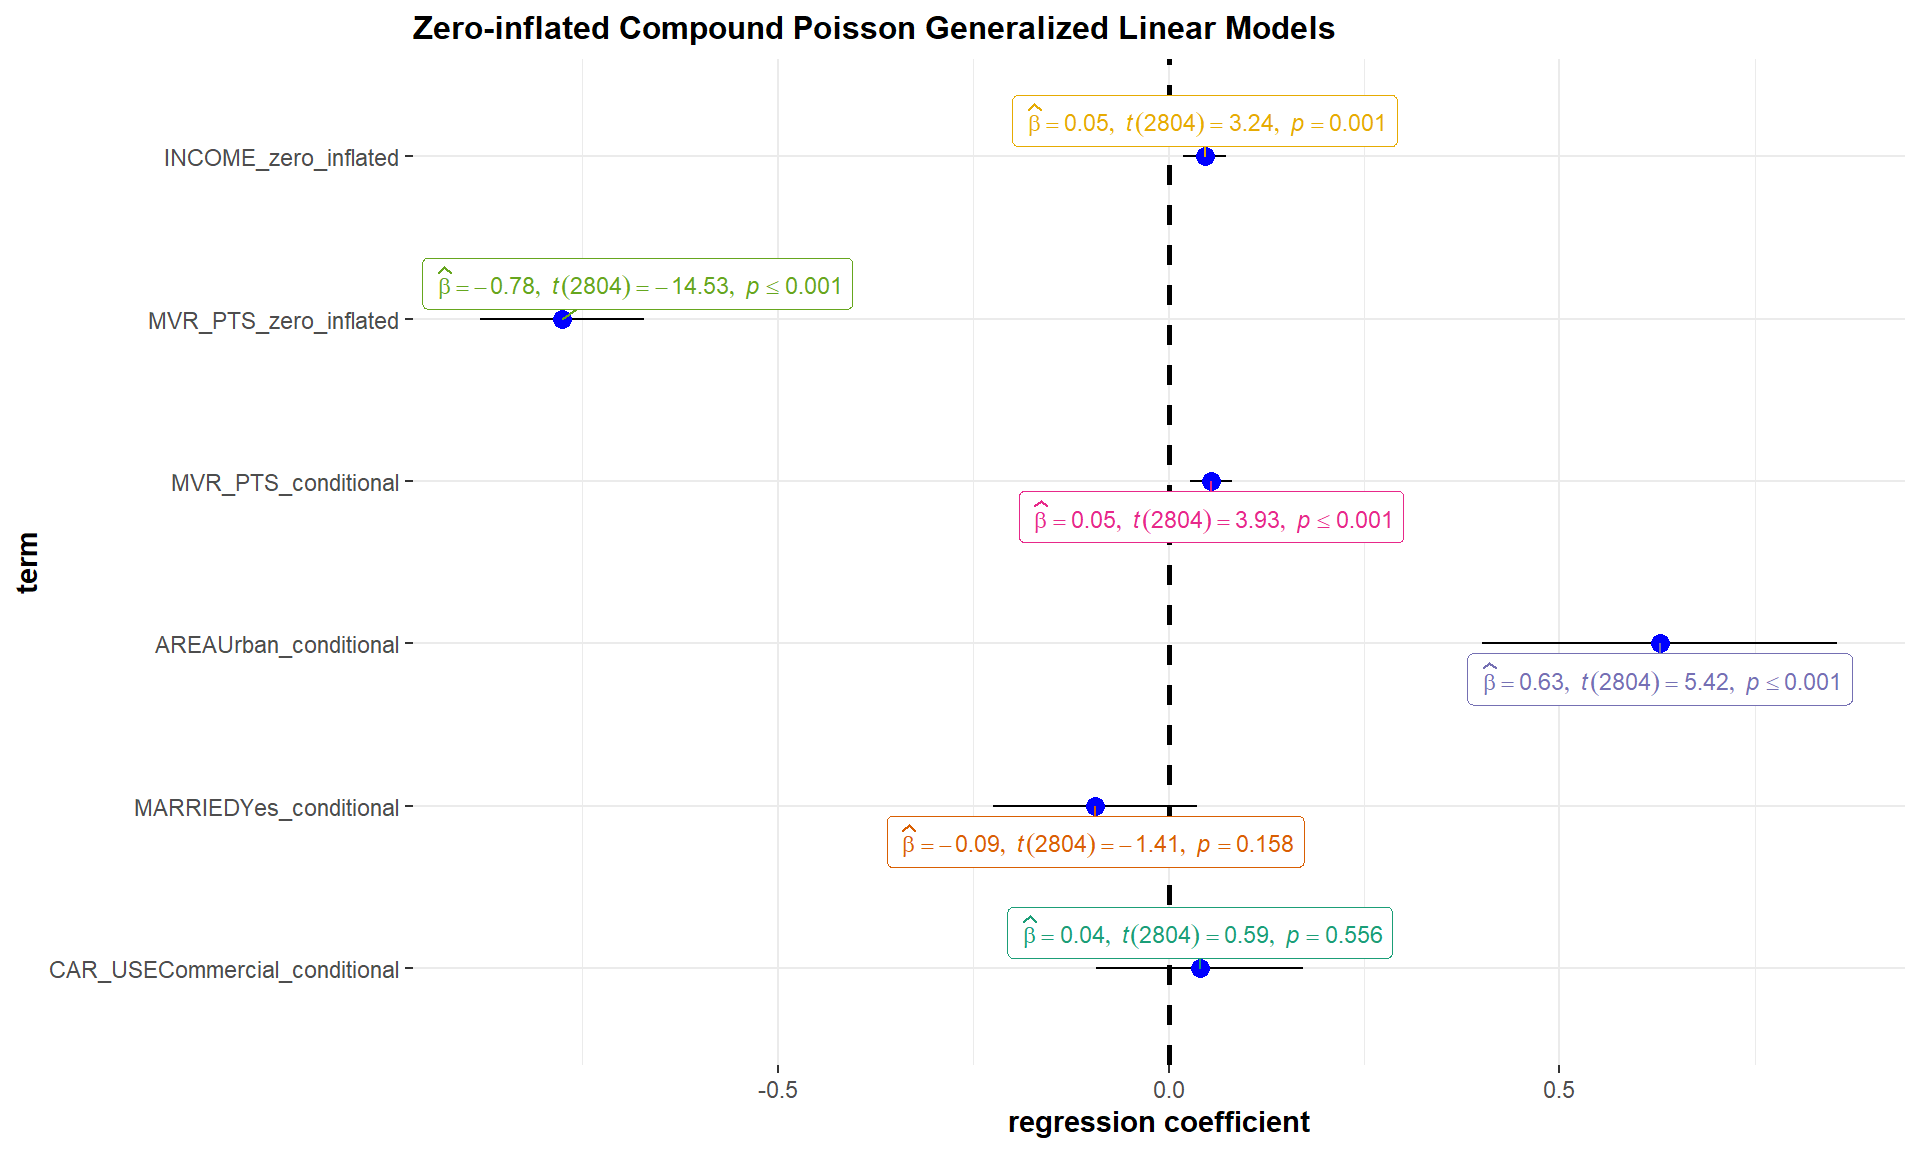 Zero-inflated Compound Poisson Generalized Linear Models
β̂ = 0.05, t(2804) = 3.24, p = 0.001
INCOME_zero_inflated
β̂ = −0.78, t(2804) = −14.53, p ≤ 0.001
MVR_PTS_zero_inflated
MVR_PTS_conditional
β̂ = 0.05, t(2804) = 3.93, p ≤ 0.001
term
AREAUrban_conditional
β̂ = 0.63, t(2804) = 5.42, p ≤ 0.001
MARRIEDYes_conditional
β̂ = −0.09, t(2804) = −1.41, p = 0.158
β̂ = 0.04, t(2804) = 0.59, p = 0.556
CAR_USECommercial_conditional
-0.5 0.0 0.5
regression coefficient